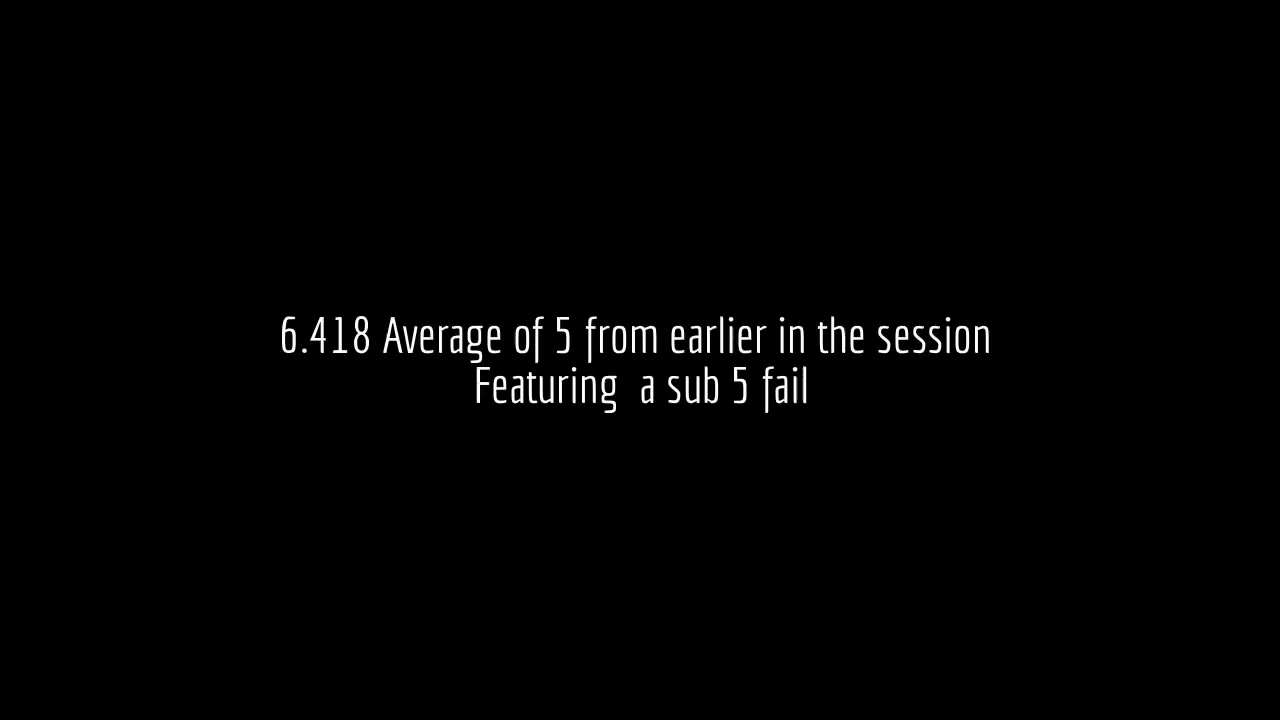 6.418 Average of 5 from earlier in the session
Featuring  a sub 5 fail